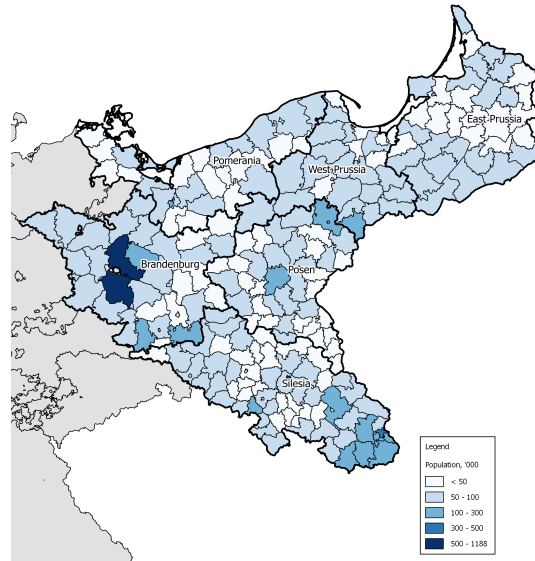 East-Prussia
Pomerania
West-Prussia
Brandenburg
Posen
Silesia
Legend
Population, '000
< 50
50 - 100
100 - 300
300 - 500
500 - 1188